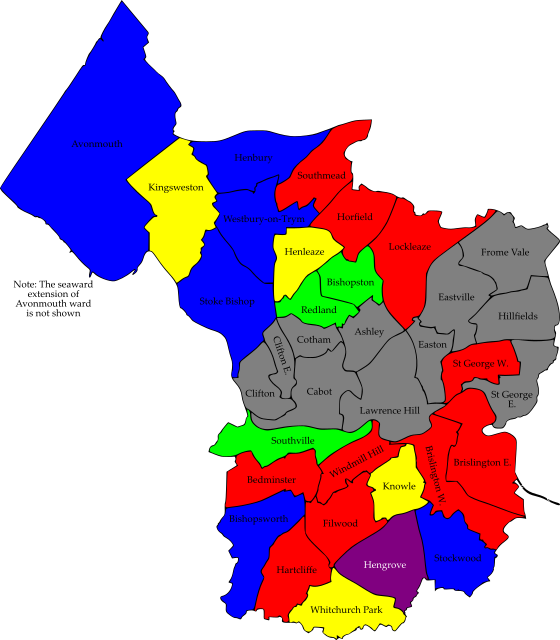 Avonmouth
Henbury
Southmead
Kingsweston
Westbury-on-Trym
Horfield
Lockleaze
Henleaze
Frome Vale
Note: The seaward
extension of
Avonmouth ward
is not shown
Bishopston
Eastville
Stoke Bishop
Redland
Hillfields
Ashley
Cotham
Easton
Clifton E.
St George W.
Clifton
Cabot
St George
E.
Lawrence Hill
Southville
Windmill Hill
Brislington W.
Brislington E.
Bedminster
Knowle
Bishopsworth
Filwood
Stockwood
Hengrove
Hartcliffe
Whitchurch Park